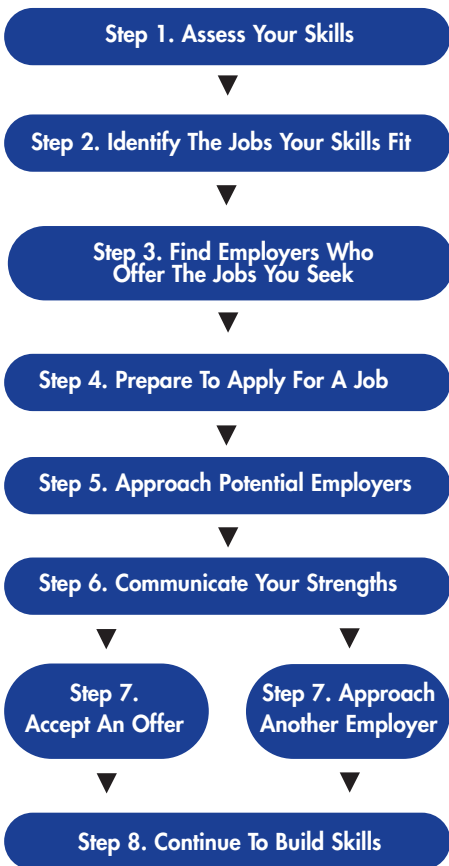 Step 1. Assess Your Skills
Step 2. Identify The Jobs Your Skills Fit
Step 3. Find Employers Who
Offer The Jobs You Seek
Step 4. Prepare To Apply For A Job
Step 5. Approach Potential Employers
Step 6. Communicate Your Strengths
Step 7.
Accept An Offer
Step 7. Approach
Another Employer
Step 8. Continue To Build Skills